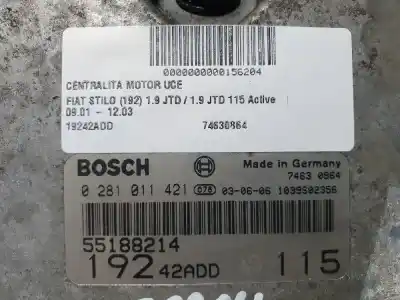 0000000000156204
CENTRALITA MOTOR UCE
FIAT STILO (192) 1.9 JTD / 1.9 JTD 115 Active
09.01 - 12.03
19242ADD 74630864
BOSCH Made in Germany
7463 0864
0 281 011 421 078 03-06-06 1039S02356
55188214
192 42ADD 115